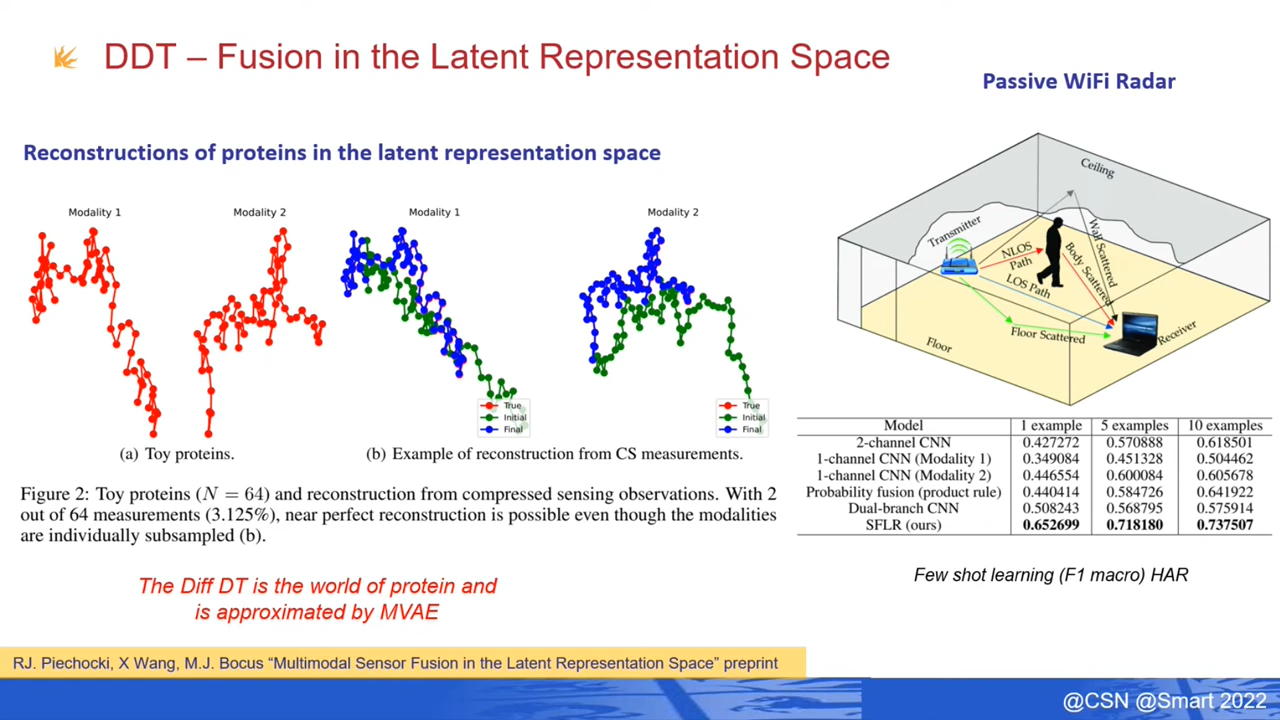 DDT – Fusion in the Latent Representation Space
Passive WiFi Radar
Reconstructions of proteins in the latent representation space
Modality 1
Modality 2
Modality 1
Modality 2
True
Initial
Final
True
Initial
Final
(a) Toy proteins.
(b) Example of reconstruction from CS measurements.
Figure 2: Toy proteins (N = 64) and reconstruction from compressed sensing observations. With 2
out of 64 measurements (3.125%), near perfect reconstruction is possible even though the modalities
are individually subsampled (b).
The Diff DT is the world of protein and
is approximated by MVAE
Ceiling
Transmitter
NLOS
Path
Wall Scattered
Body Scattered
LOS Path
Floor Scattered
Receiver
Floor
Model 1 example 5 examples 10 examples
2-channel CNN 0.427272 0.570888 0.618501
1-channel CNN (Modality 1) 0.349084 0.451328 0.504462
1-channel CNN (Modality 2) 0.446554 0.600084 0.605678
Probability fusion (product rule) 0.440414 0.584726 0.641922
Dual-branch CNN 0.508243 0.568795 0.575914
SFLR (ours) 0.652699 0.718180 0.737507
Few shot learning (F1 macro) HAR
RJ. Piechocki, X Wang, M.J. Bocus “Multimodal Sensor Fusion in the Latent Representation Space” preprint
@CSN @Smart 2022